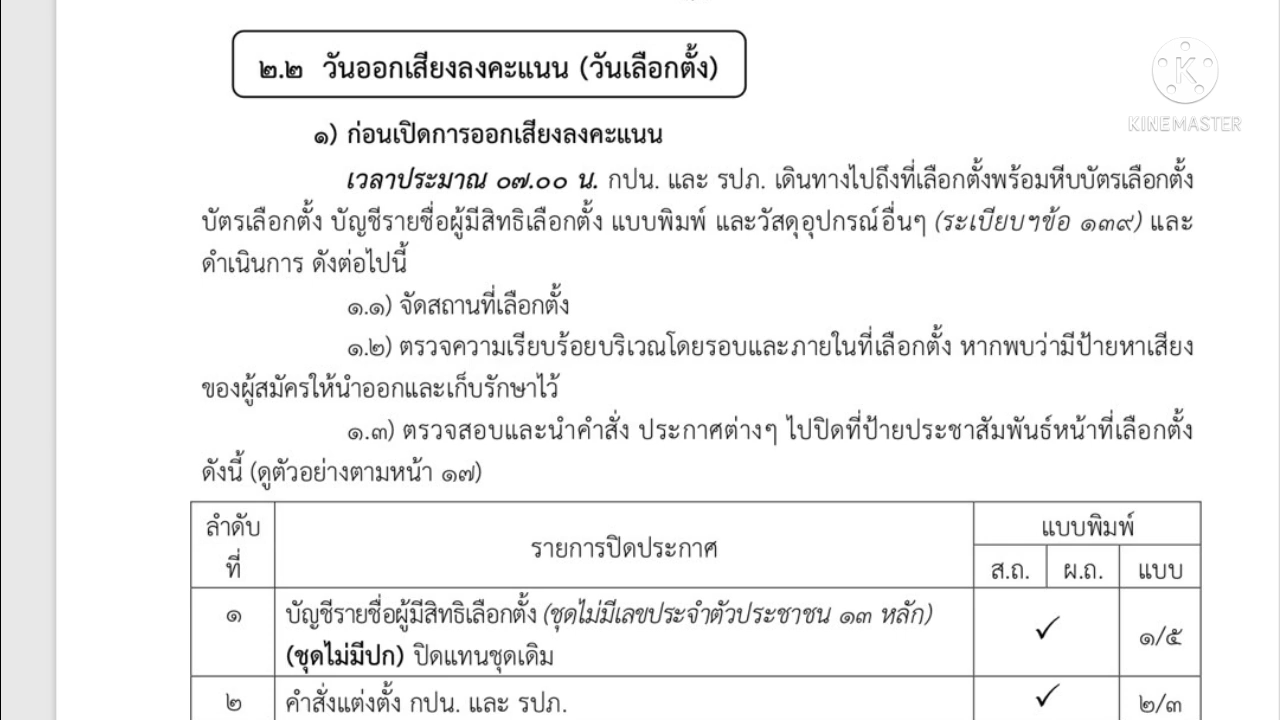 ๒.๒ วันออกเสียงลงคะแนน (วันเลือกตั้ง)
KINEMASTER
๑) ก่อนเปิดการออกเสียงลงคะแนน
เวลาประมาณ ๐๗.๐๐ น. กปน. และ รปภ. เดินทางไปถึงที่เลือกตั้งพร้อมหีบบัตรเลือกตั้ง
บัตรเลือกตั้ง บัญชีรายชื่อผู้มีสิทธิเลือกตั้ง แบบพิมพ์ และวัสดุอุปกรณ์อื่นๆ (ระเบียบฯข้อ ๑๓๙) และ
ดำเนินการ ดังต่อไปนี้
๑.๑) จัดสถานที่เลือกตั้ง
๑.๒) ตรวจความเรียบร้อยบริเวณโดยรอบและภายในที่เลือกตั้ง หากพบว่ามีป้ายหาเสียง
ของผู้สมัครให้นำออกและเก็บรักษาไว้
๑.๓) ตรวจสอบและนำคำสั่ง ประกาศต่างๆ ไปปิดที่ป้ายประชาสัมพันธ์หน้าที่เลือกตั้ง
ดังนี้ (ดูตัวอย่างตามหน้า ๑๗)
ลำดับ
ที่
รายการปิดประกาศ
แบบพิมพ์
ส.ถ. ผ.ถ. แบบ
๑ บัญชีรายชื่อผู้มีสิทธิเลือกตั้ง (ชุดไม่มีเลขประจำตัวประชาชน ๑๓ หลัก)
(ชุดไม่มีปก) ปิดแทนชุดเดิม
✓ ๑/๕
๒ คำสั่งแต่งตั้ง กปน. และ รปภ. ✓ ๒/๓